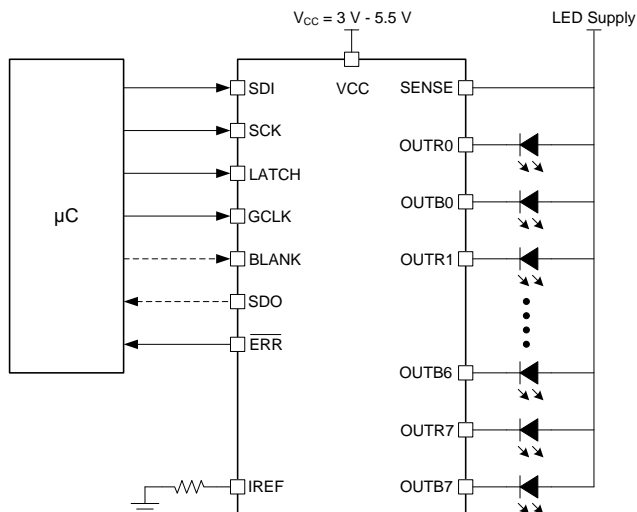 V_CC = 3 V - 5.5 V
LED Supply
μC
SDI
SCK
LATCH
GCLK
BLANK
SDO
ERR
IREF
VCC
SENSE
OUTR0
OUTB0
OUTR1
OUTB6
OUTR7
OUTB7